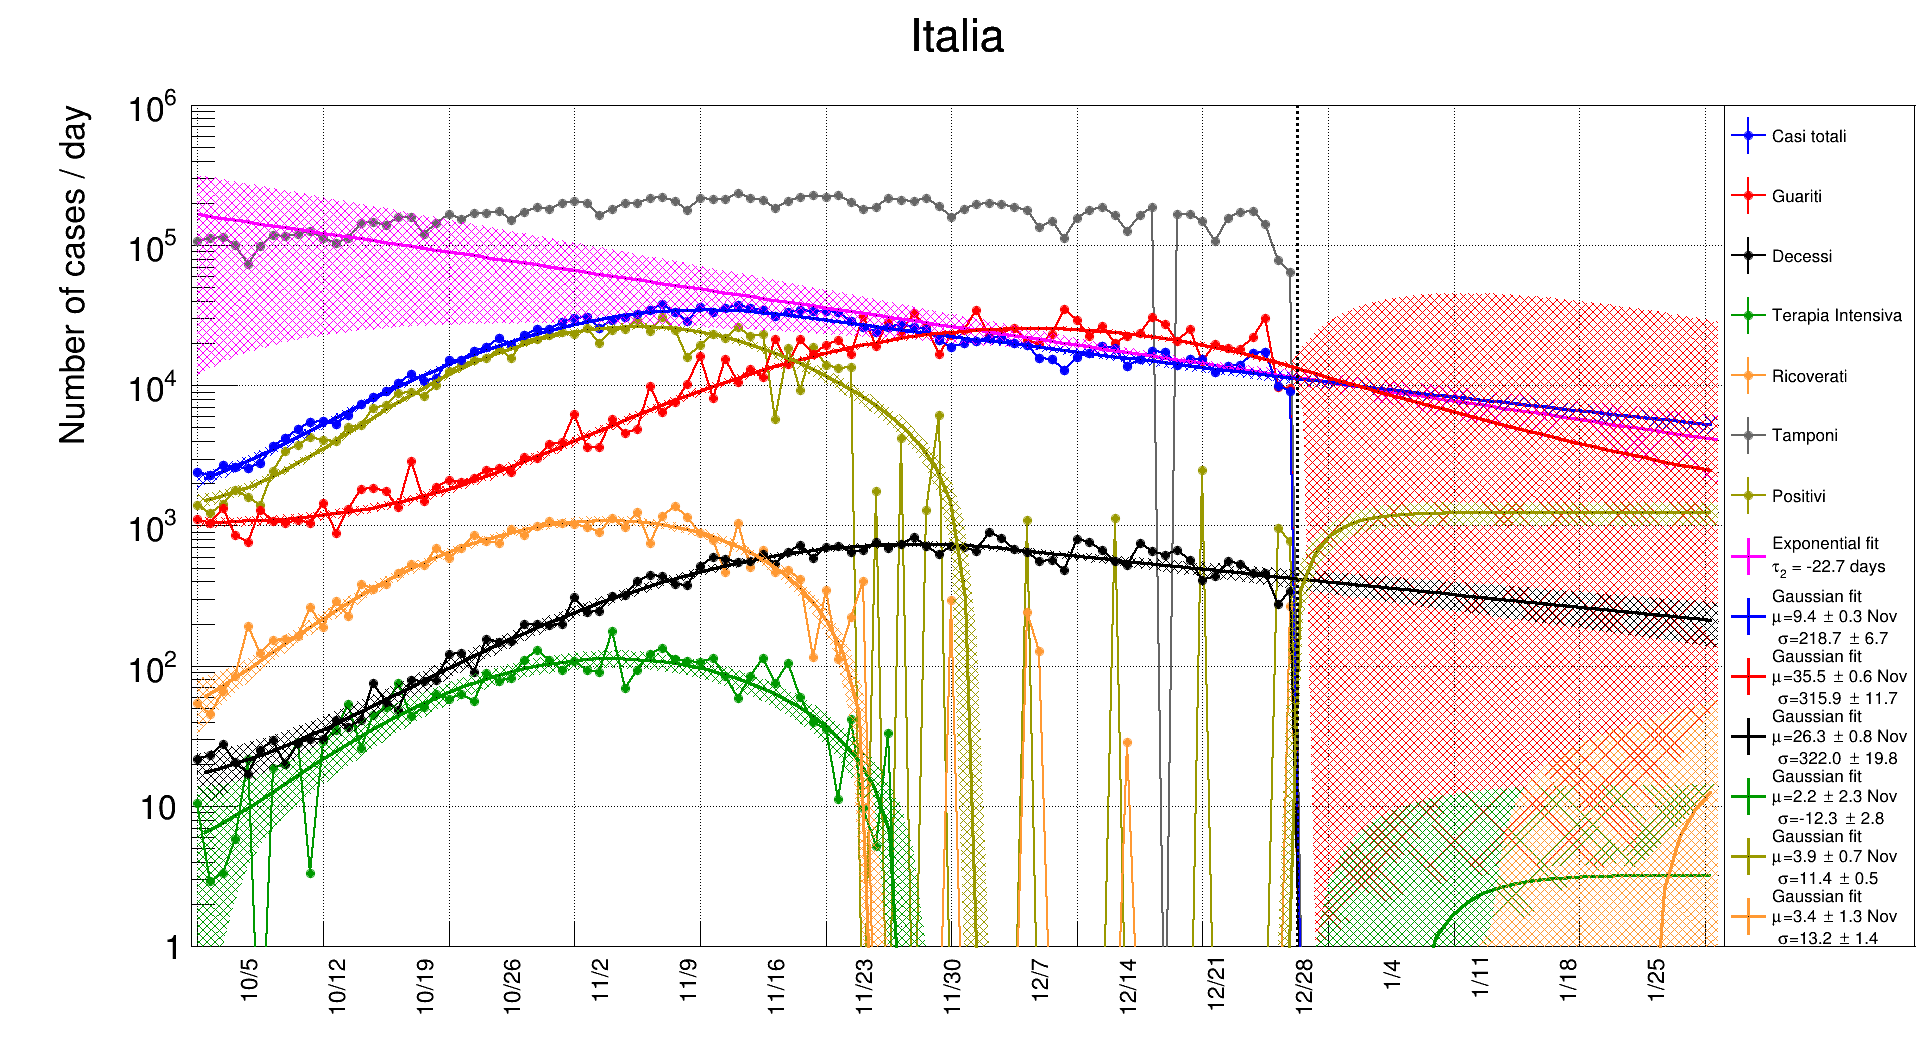 Italia
Number of cases / day
10^6
10^5
10^4
10^3
10^2
10
1
10/5
10/12
10/19
10/26
11/2
11/9
11/16
11/23
11/30
12/7
12/14
12/21
12/28
1/4
1/11
1/18
1/25
Casi totali
Guariti
Decessi
Terapia Intensiva
Ricoverati
Tamponi
Positivi
Exponential fit
τ₂ = -22.7 days
Gaussian fit
μ=9.4 ± 0.3 Nov
σ=218.7 ± 6.7
Gaussian fit
μ=35.5 ± 0.6 Nov
σ=315.9 ± 11.7
Gaussian fit
μ=26.3 ± 0.8 Nov
σ=322.0 ± 19.8
Gaussian fit
μ=2.2 ± 2.3 Nov
σ=-12.3 ± 2.8
Gaussian fit
μ=3.9 ± 0.7 Nov
σ=11.4 ± 0.5
Gaussian fit
μ=3.4 ± 1.3 Nov
σ=13.2 ± 1.4